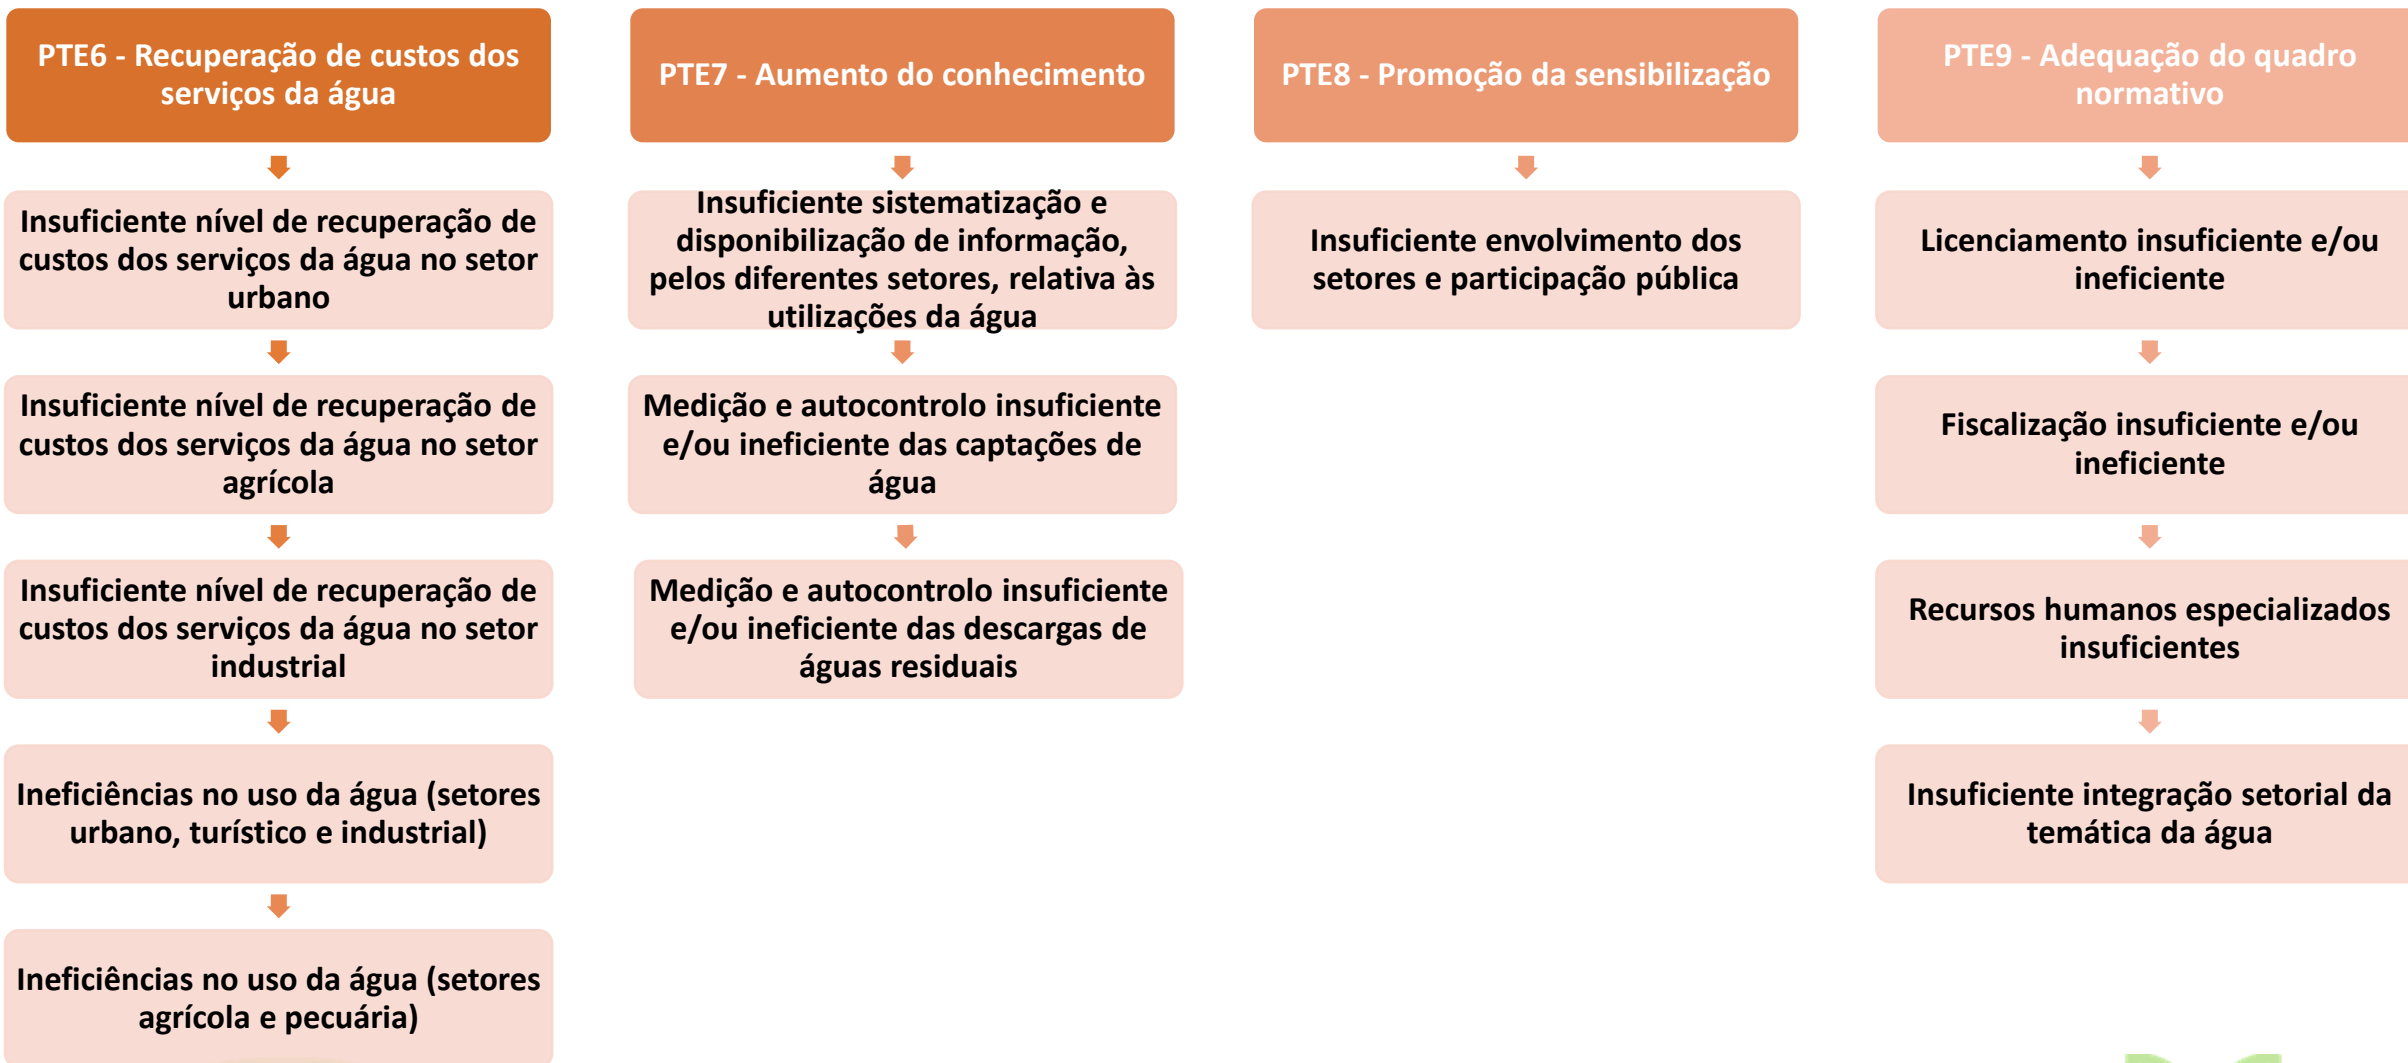 PTE6 - Recuperação de custos dos
serviços da água
Insuficiente nível de recuperação de
custos dos serviços da água no setor
urbano
Insuficiente nível de recuperação de
custos dos serviços da água no setor
agrícola
Insuficiente nível de recuperação de
custos dos serviços da água no setor
industrial
Ineficiências no uso da água (setores
urbano, turístico e industrial)
Ineficiências no uso da água (setores
agrícola e pecuária)
PTE7 - Aumento do conhecimento
Insuficiente sistematização e
disponibilização de informação,
pelos diferentes setores, relativa às
utilizações da água
Medição e autocontrolo insuficiente
e/ou ineficiente das captações de
água
Medição e autocontrolo insuficiente
e/ou ineficiente das descargas de
águas residuais
PTE8 - Promoção da sensibilização
Insuficiente envolvimento dos
setores e participação pública
PTE9 - Adequação do quadro
normativo
Licenciamento insuficiente e/ou
ineficiente
Fiscalização insuficiente e/ou
ineficiente
Recursos humanos especializados
insuficientes
Insuficiente integração setorial da
temática da água